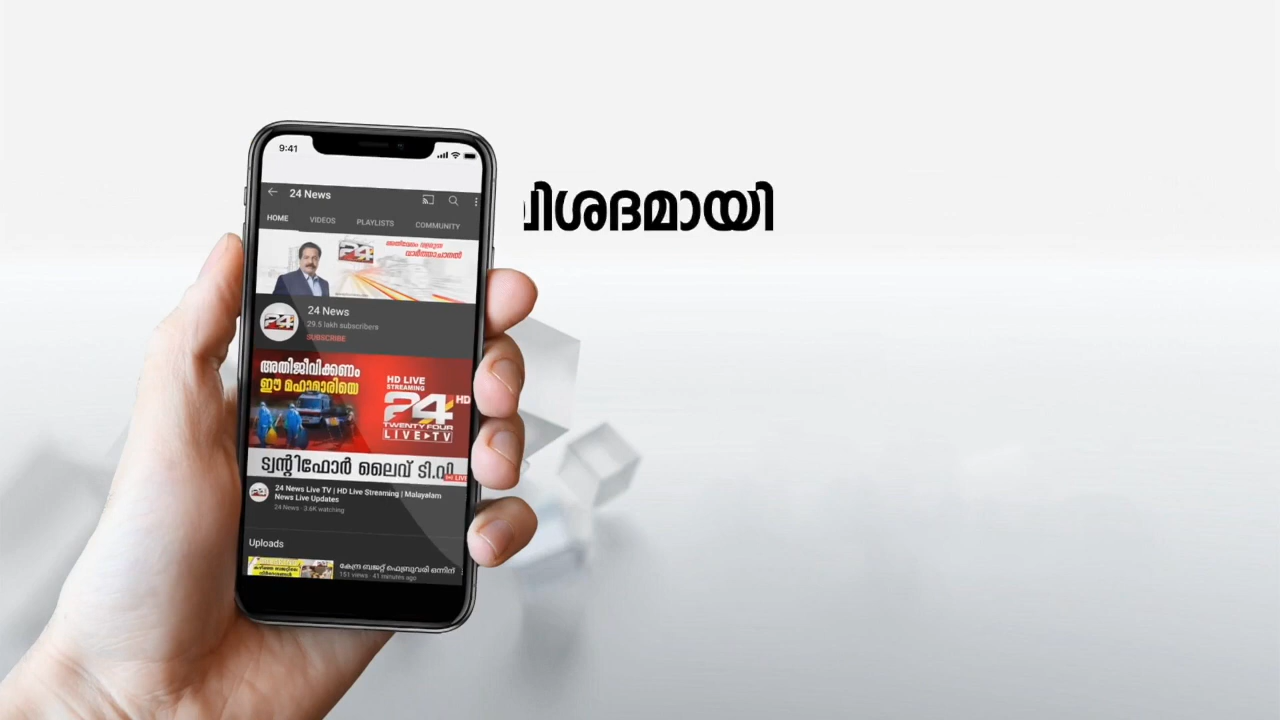 9:41
24 News
HOME VIDEOS PLAYLISTS COMMUNITY
24
24
24 News
29.5 lakh subscribers
SUBSCRIBE
അതിജീവിക്കണം
ഈ മഹാമാരിയെ
HD LIVE
STREAMING
24 HD
TWENTY FOUR
LIVE TV
ട്വന്റിഫോർ ലൈവ് ടി.വി
LIVE
24 News Live TV | HD Live Streaming | Malayalam
News Live Updates
24 News · 3.6K watching
Uploads
കേന്ദ്ര ബജറ്റ് ഫെബ്രുവരി ഒന്നിന്
151 views · 41 minutes ago
വിശദമായി